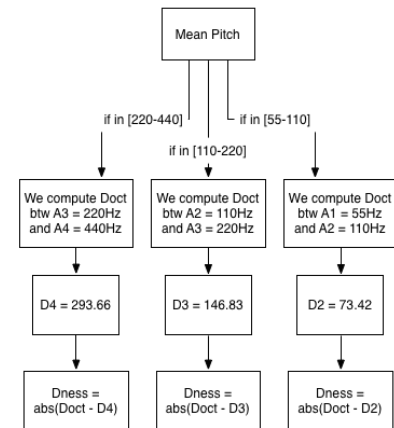 Mean Pitch
if in [220-440]
if in [55-110]
if in [110-220]
We compute Doct
btw A3 = 220Hz
and A4 = 440Hz
We compute Doct
btw A2 = 110Hz
and A3 = 220Hz
We compute Doct
btw A1 = 55Hz
and A2 = 110Hz
D4 = 293.66
D3 = 146.83
D2 = 73.42
Dness =
abs(Doct - D4)
Dness =
abs(Doct - D3)
Dness =
abs(Doct - D2)